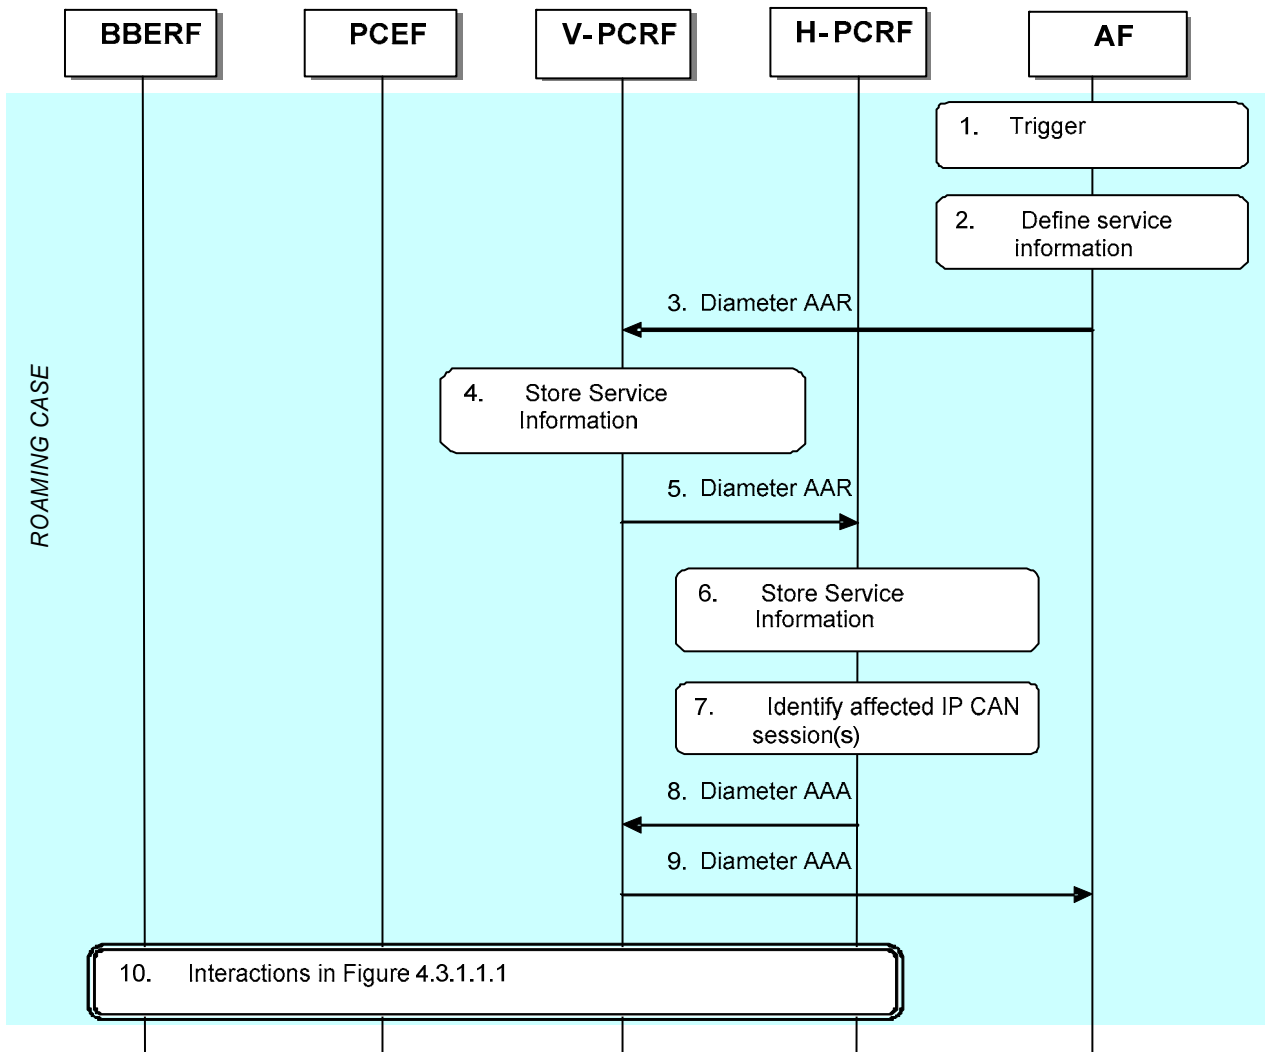 BBERF
PCEF
V-PCRF
H-PCRF
AF
1. Trigger
2. Define service
information
3. Diameter AAR
ROAMING CASE
4. Store Service
Information
5. Diameter AAR
6. Store Service
Information
7. Identify affected IP CAN
session(s)
8. Diameter AAA
9. Diameter AAA
10. Interactions in Figure 4.3.1.1.1